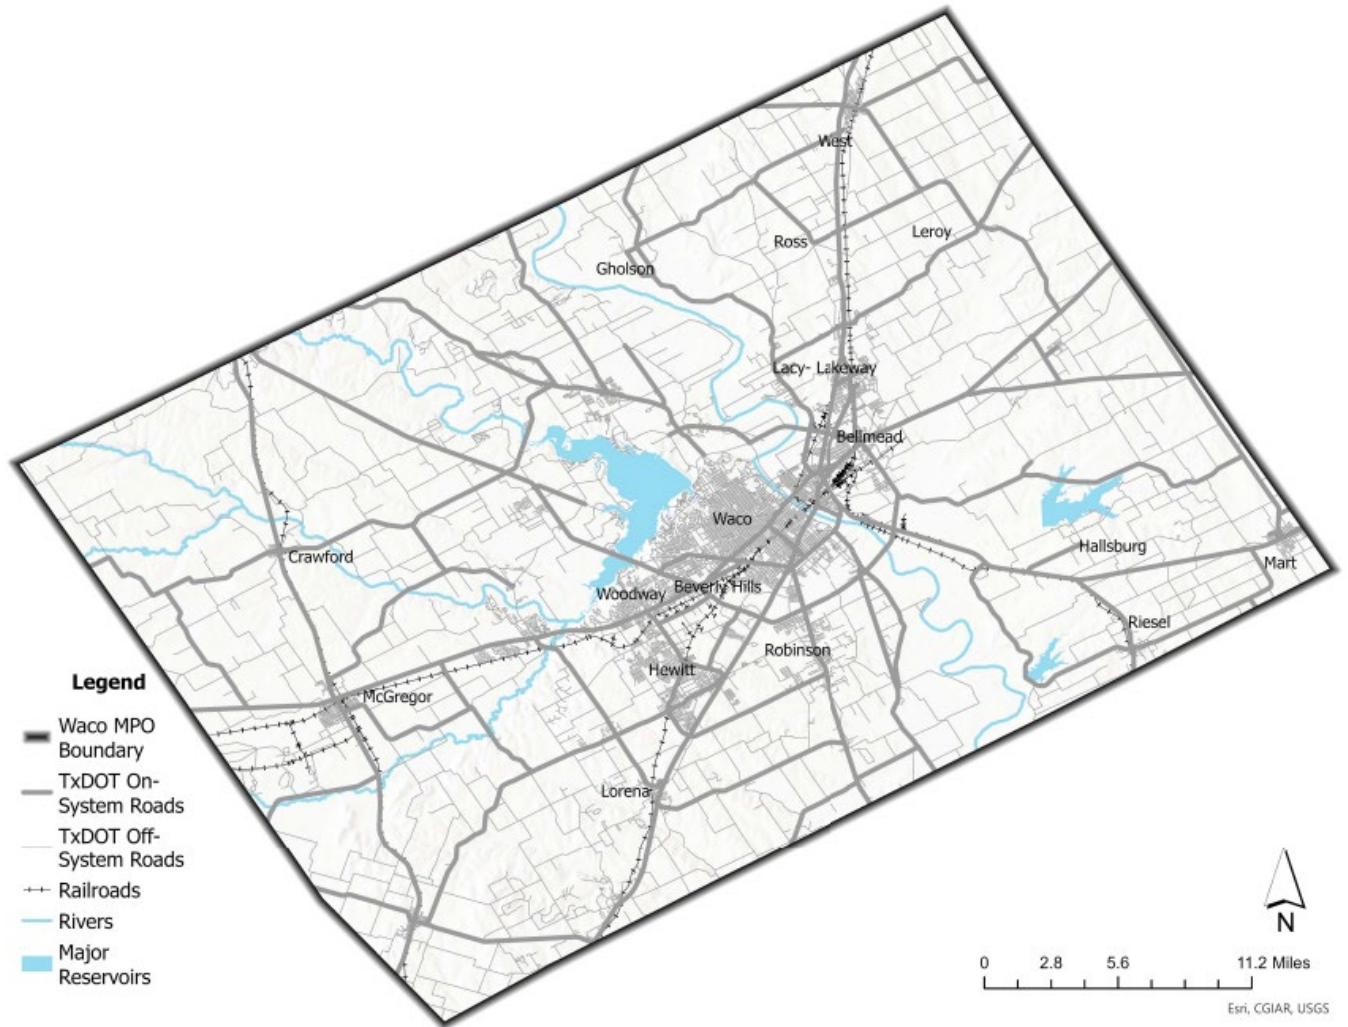 West
Ross
Leroy
Gholson
Lacy- Lakeway
Bellmead
Waco
Crawford
Hallsburg
Mart
Woodway
Beverly Hills
Riesel
Robinson
Hewitt
McGregor
Lorena
Legend
Waco MPO
Boundary
TxDOT On-
System Roads
TxDOT Off-
System Roads
Railroads
Rivers
Major
Reservoirs
N
0 2.8 5.6 11.2 Miles
Esri, CGIAR, USGS